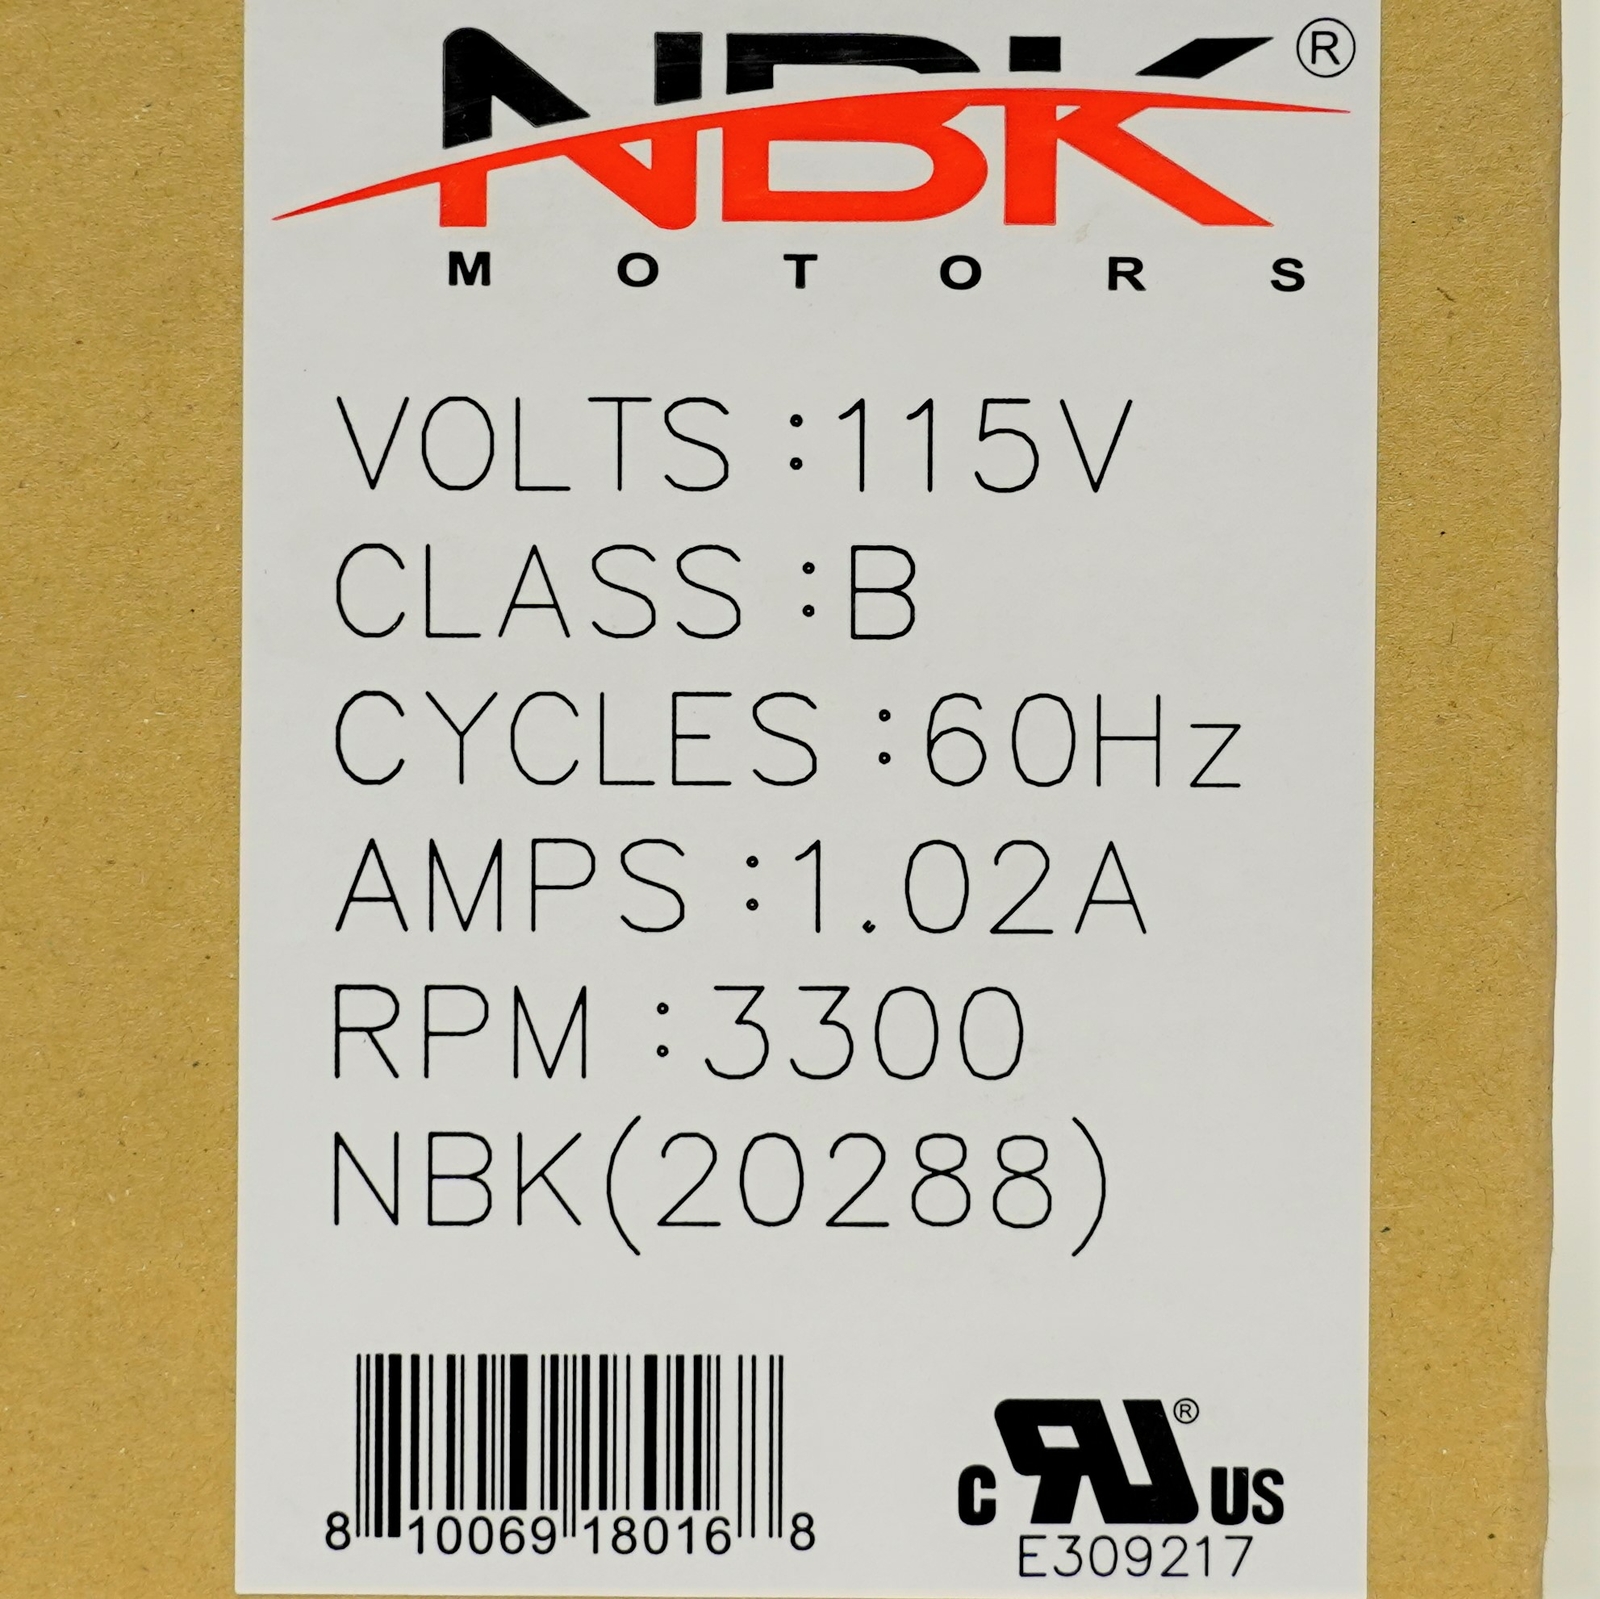 NBK®
MOTORS
VOLTS :115V
CLASS :B
CYCLES :60Hz
AMPS :1.02A
RPM :3300
NBK(20288)
8 10069 18016 8
c RU® US
E309217